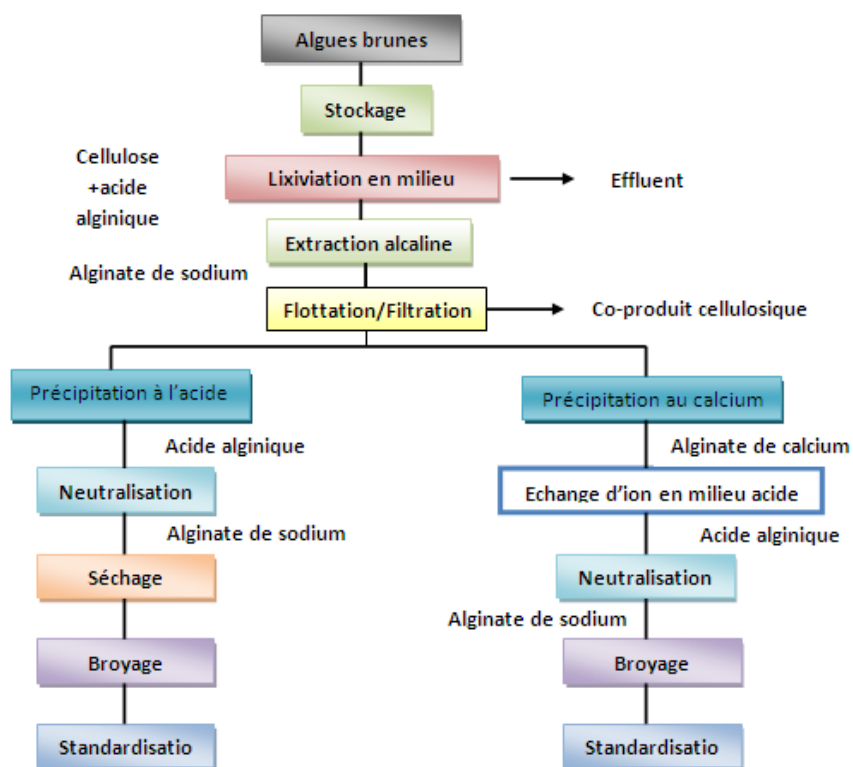 Algues brunes
Stockage
Cellulose
+acide
alginique
Lixiviation en milieu
Effluent
Extraction alcaline
Alginate de sodium
Flottation/Filtration
Co-produit cellulosique
Précipitation à l'acide
Précipitation au calcium
Acide alginique
Alginate de calcium
Neutralisation
Echange d'ion en milieu acide
Alginate de sodium
Acide alginique
Séchage
Neutralisation
Alginate de sodium
Broyage
Broyage
Standardisatio
Standardisatio